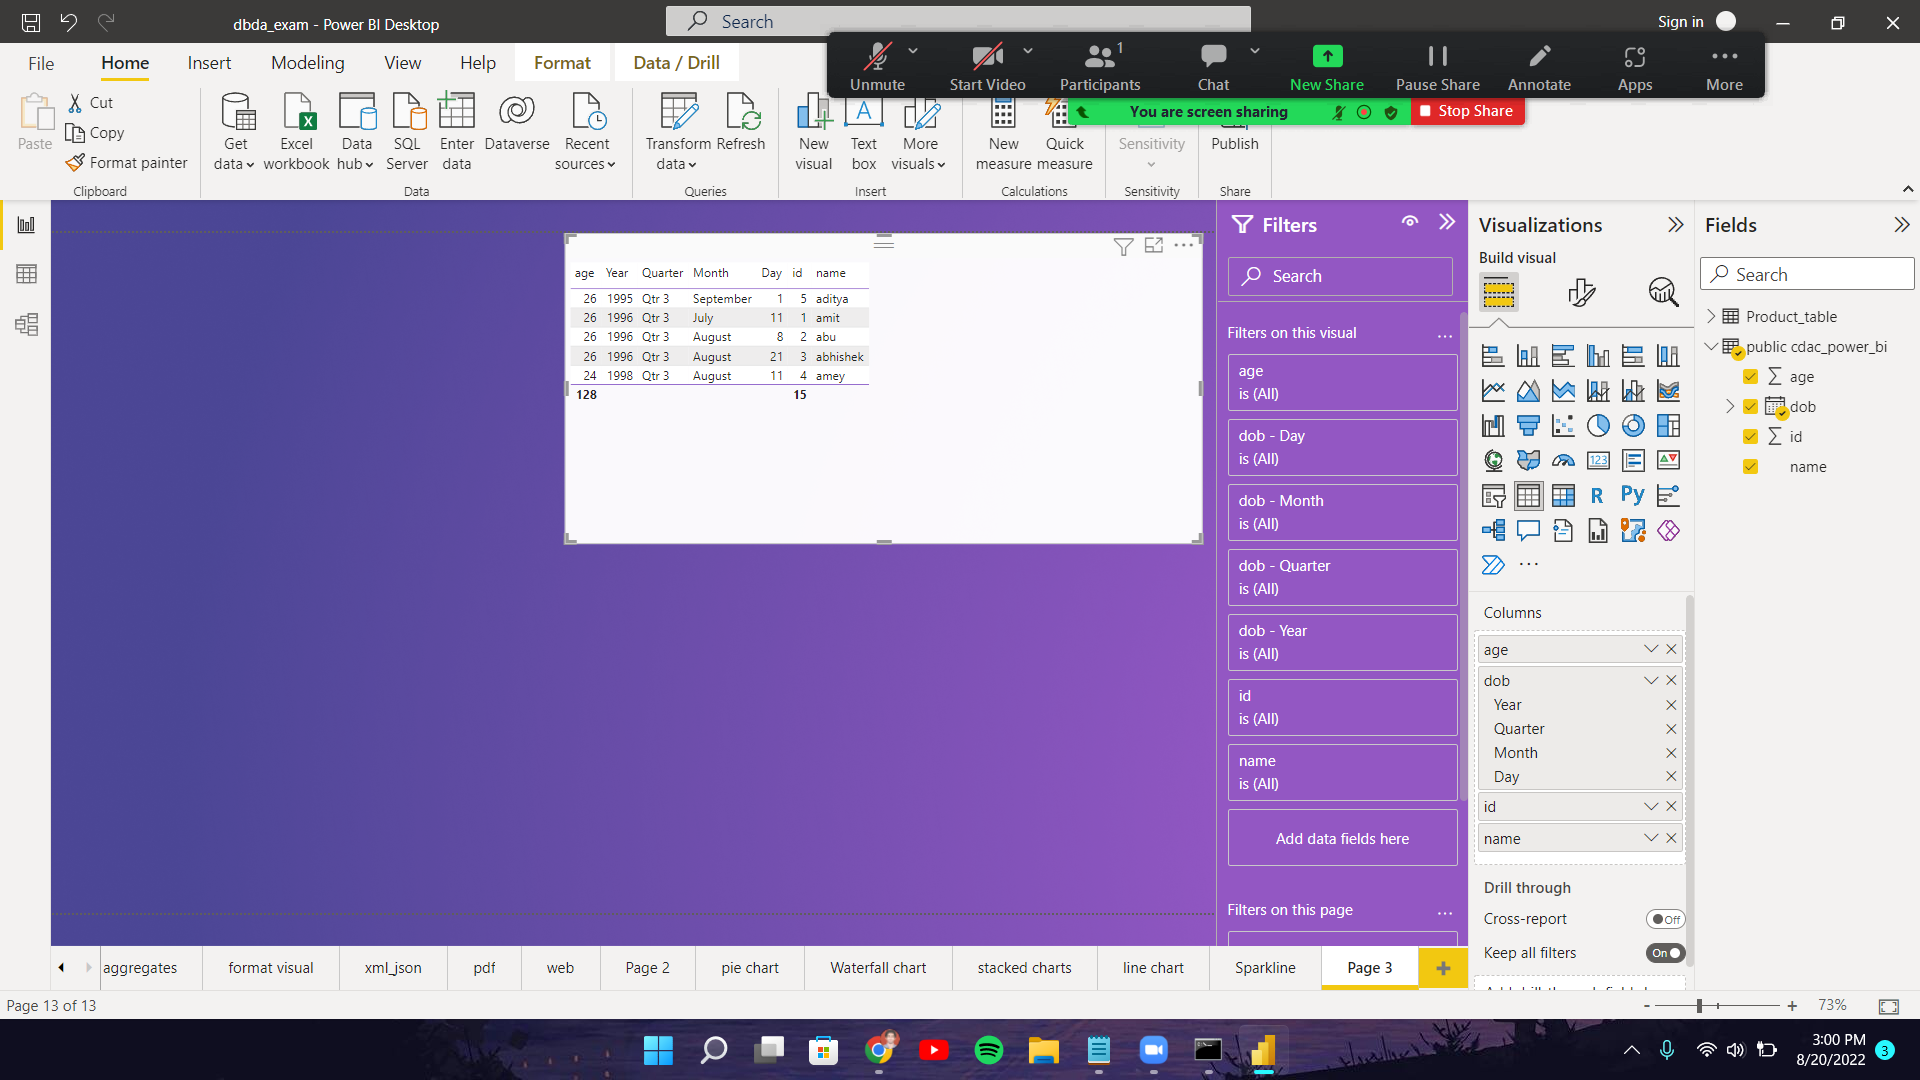 dbda_exam - Power BI Desktop
Search
Sign in
File
Home
Insert
Modeling
View
Help
Format
Data / Drill
Unmute
Start Video
Participants
1
Chat
New Share
Pause Share
Annotate
Apps
More
You are screen sharing
Stop Share
Paste
Cut
Copy
Format painter
Clipboard
Get data
Excel workbook
Data hub
SQL Server
Enter data
Dataverse
Recent sources
Data
Transform data
Refresh
Queries
New visual
Text box
More visuals
Insert
New measure
Quick measure
Calculations
Sensitivity
Sensitivity
Publish
Share
age Year Quarter Month Day id name
26 1995 Qtr 3 September 1 5 aditya
26 1996 Qtr 3 July 11 1 amit
26 1996 Qtr 3 August 8 2 abu
26 1996 Qtr 3 August 21 3 abhishek
24 1998 Qtr 3 August 11 4 amey
128 15
Filters
Search
Filters on this visual
...
age
is (All)
dob - Day
is (All)
dob - Month
is (All)
dob - Quarter
is (All)
dob - Year
is (All)
id
is (All)
name
is (All)
Add data fields here
Filters on this page
...
Visualizations
Build visual
123
R
Py
...
Columns
age
dob
Year
Quarter
Month
Day
id
name
Drill through
Cross-report
Off
Keep all filters
On
Fields
Search
Product_table
public cdac_power_bi
age
dob
id
name
aggregates
format visual
xml_json
pdf
web
Page 2
pie chart
Waterfall chart
stacked charts
line chart
Sparkline
Page 3
Page 13 of 13
- + 73%
3:00 PM
8/20/2022
3